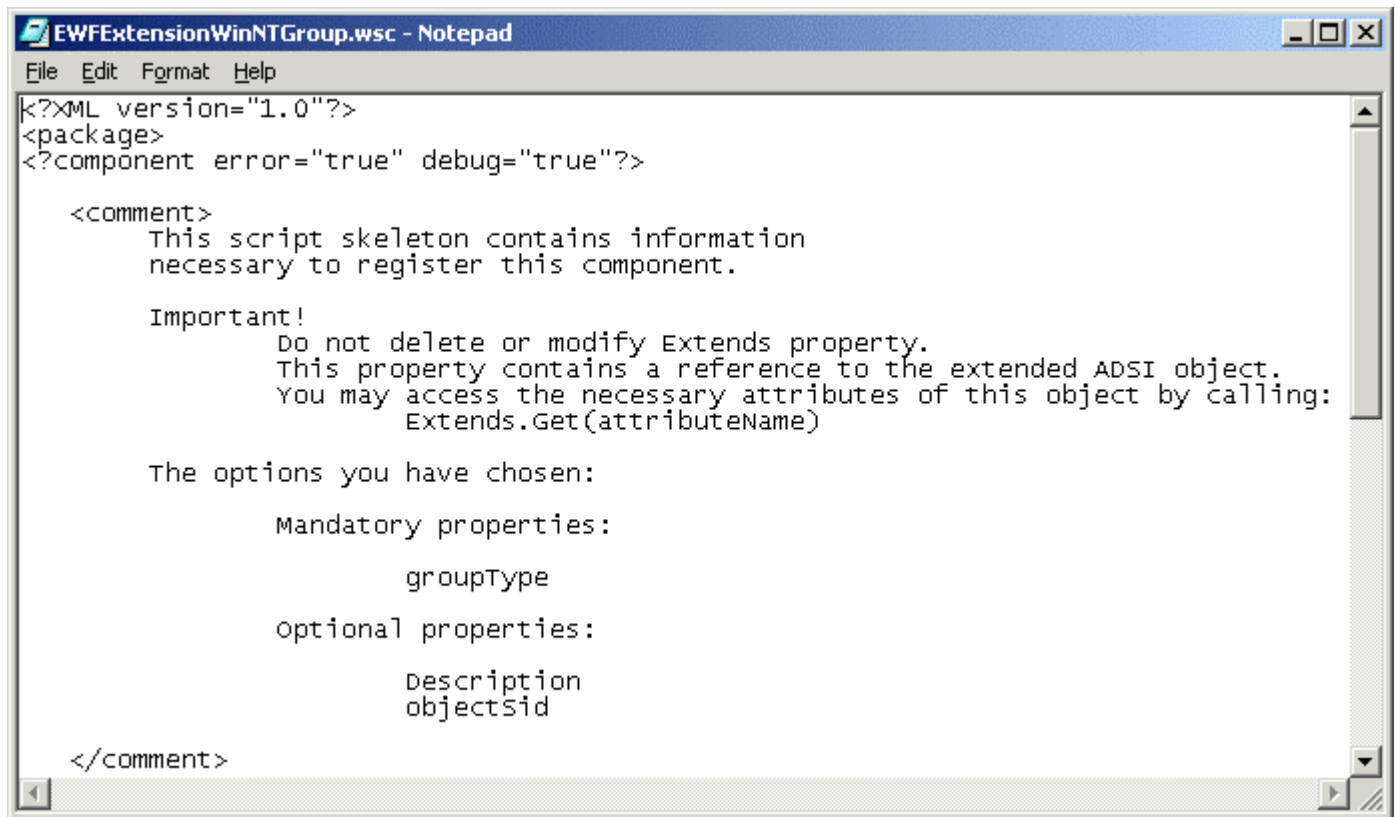 EWFExtensionWinNTGroup.wsc - Notepad
File Edit Format Help
<?XML version="1.0"?>
<package>
<?component error="true" debug="true"?>
<comment>
This script skeleton contains information
necessary to register this component.
Important!
Do not delete or modify Extends property.
This property contains a reference to the extended ADSI object.
You may access the necessary attributes of this object by calling:
Extends.Get(attributeName)
The options you have chosen:
Mandatory properties:
groupType
Optional properties:
Description
objectSid
</comment>